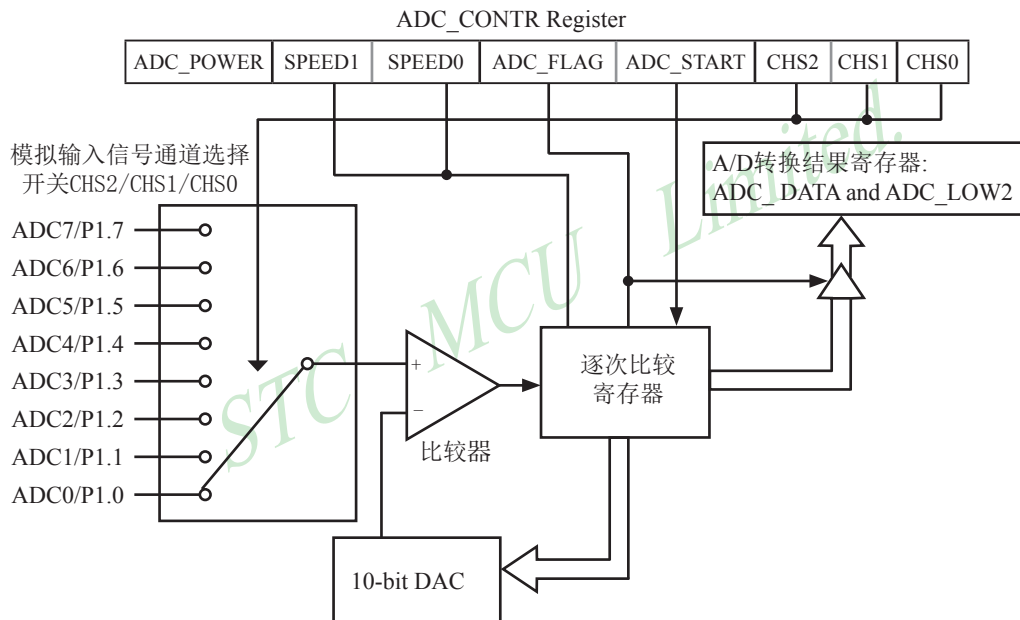 ADC_CONTR Register
ADC_POWER SPEED1 SPEED0 ADC_FLAG ADC_START CHS2 CHS1 CHS0
模拟输入信号通道选择
开关CHS2/CHS1/CHS0
A/D转换结果寄存器:
ADC_ DATA and ADC_LOW2
ADC7/P1.7
ADC6/P1.6
ADC5/P1.5
ADC4/P1.4
ADC3/P1.3
ADC2/P1.2
ADC1/P1.1
ADC0/P1.0
+
−
比较器
逐次比较
寄存器
10-bit DAC
STC MCU Limited.